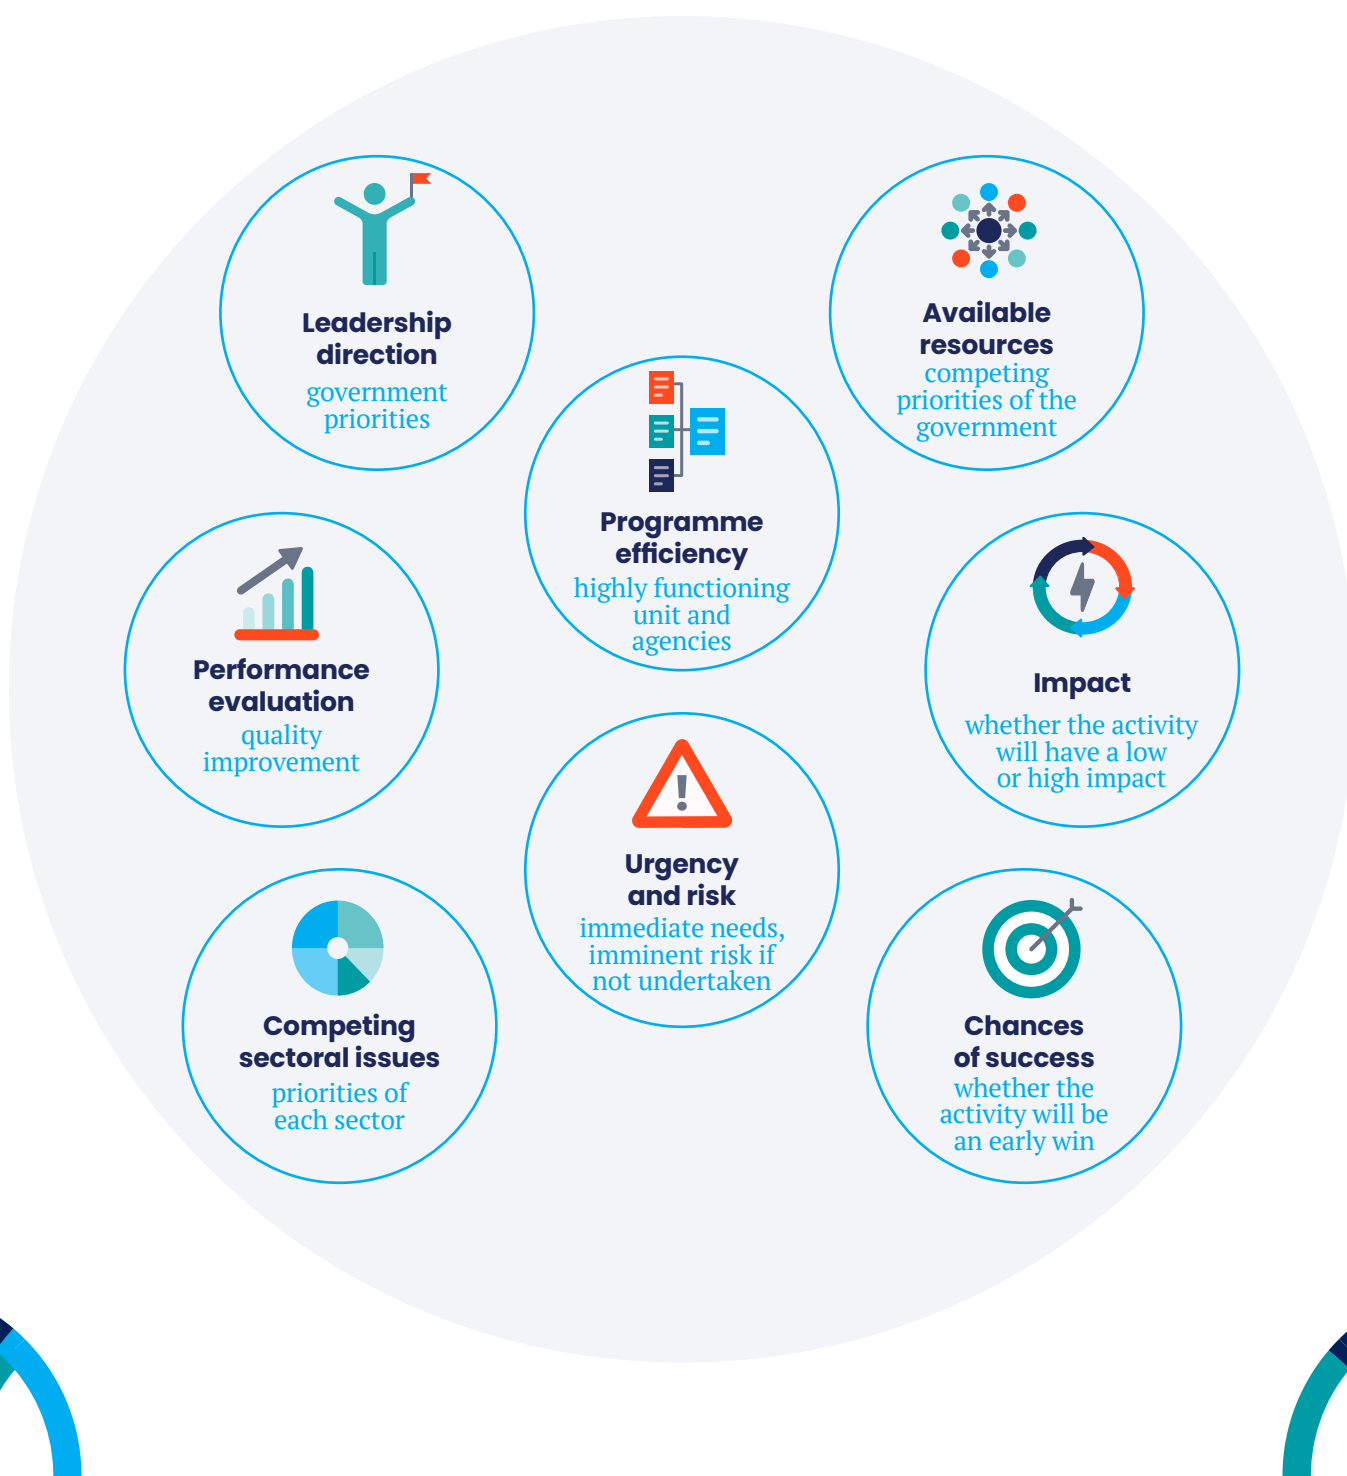 Leadership
direction
government
priorities
Available
resources
competing
priorities of the
government
Programme
efficiency
highly functioning
unit and
agencies
Performance
evaluation
quality
improvement
Impact
whether the activity
will have a low
or high impact
Urgency
and risk
immediate needs,
imminent risk if
not undertaken
Competing
sectoral issues
priorities of
each sector
Chances
of success
whether the
activity will be
an early win